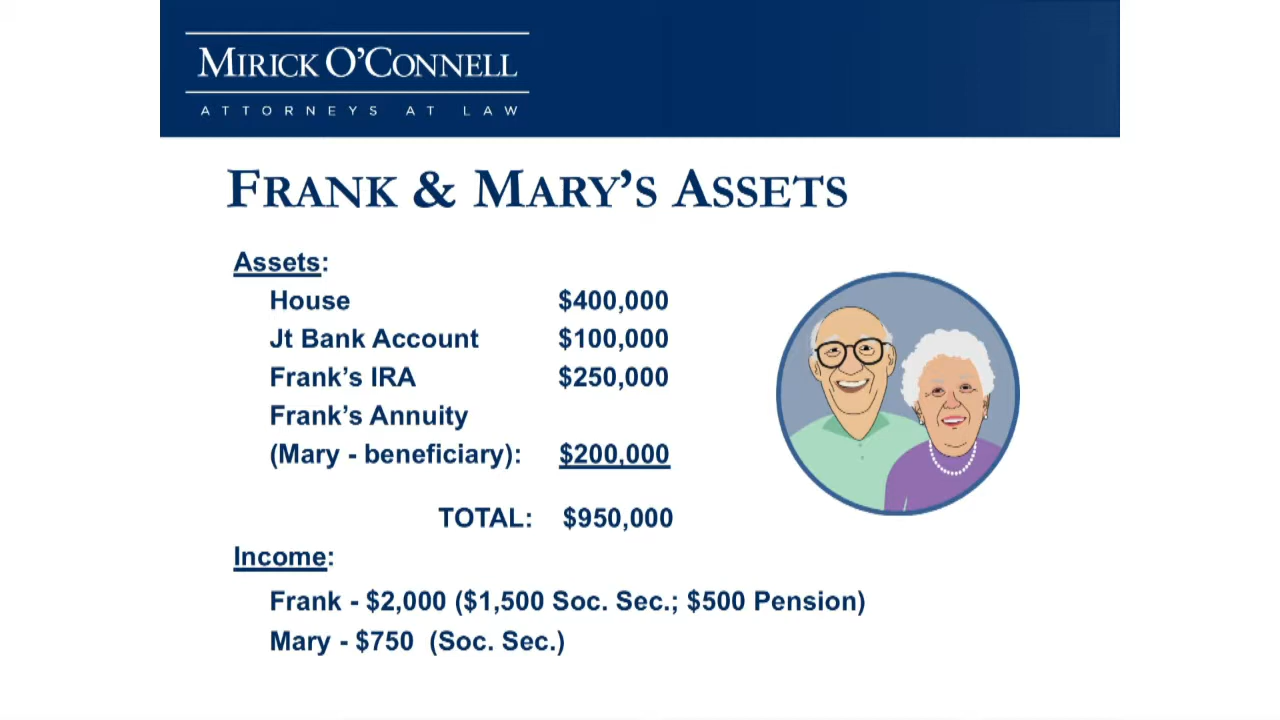 MIRICK O'CONNELL
ATTORNEYS AT LAW
FRANK & MARY'S ASSETS
Assets:
House $400,000
Jt Bank Account $100,000
Frank's IRA $250,000
Frank's Annuity
(Mary - beneficiary): $200,000
TOTAL: $950,000
Income:
Frank - $2,000 ($1,500 Soc. Sec.; $500 Pension)
Mary - $750 (Soc. Sec.)